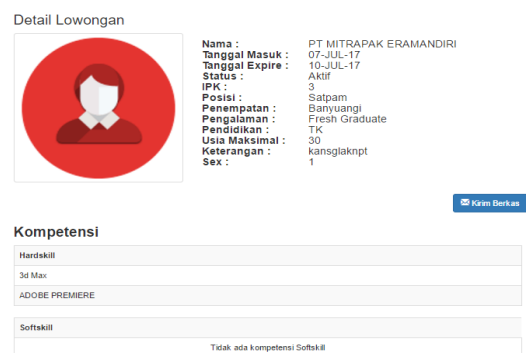 Detail Lowongan
Nama : PT MITRAPAK ERAMANDIRI
Tanggal Masuk : 07-JUL-17
Tanggal Expire : 10-JUL-17
Status : Aktif
IPK : 3
Posisi : Satpam
Penempatan : Banyuangi
Pengalaman : Fresh Graduate
Pendidikan : TK
Usia Maksimal : 30
Keterangan : kansglaknpt
Sex : 1
Kirim Berkas
Kompetensi
Hardskill
3d Max
ADOBE PREMIERE
Softskill
Tidak ada kompetensi Softskill